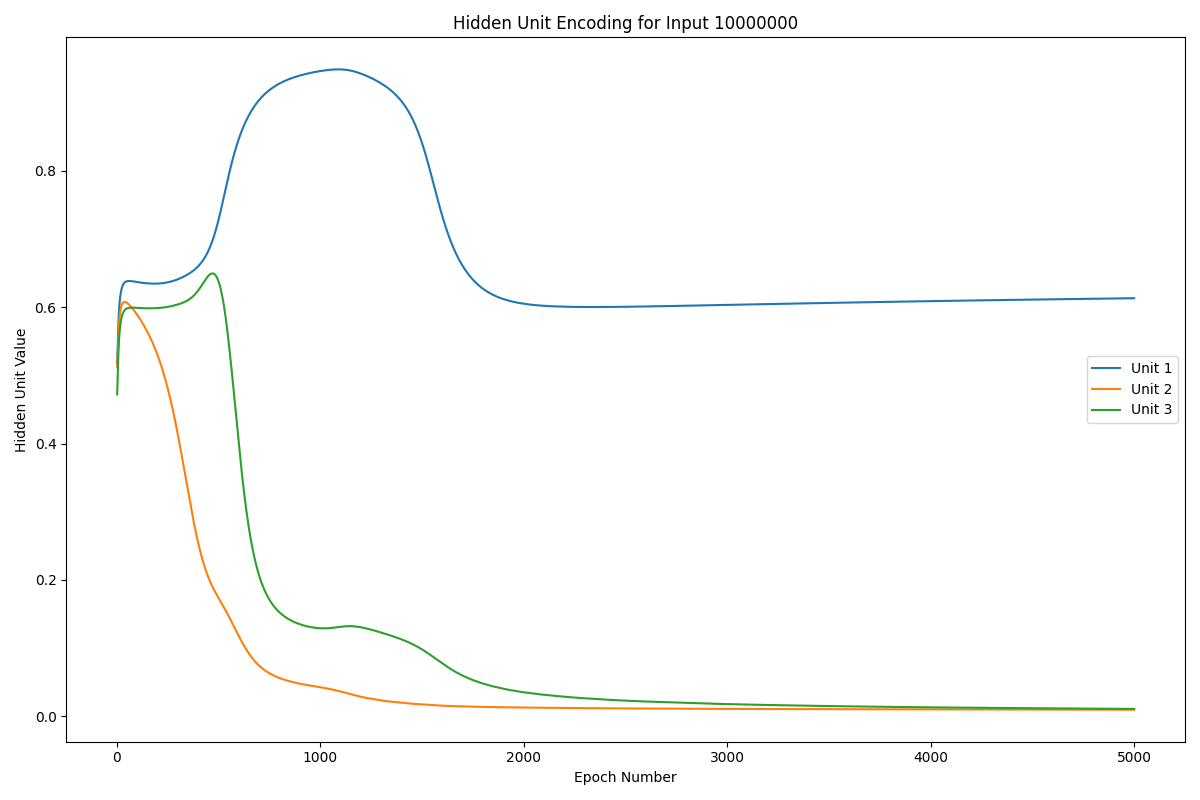 Hidden Unit Encoding for Input 10000000
Hidden Unit Value
0.8
0.6
0.4
0.2
0.0
Unit 1
Unit 2
Unit 3
0 1000 2000 3000 4000 5000
Epoch Number